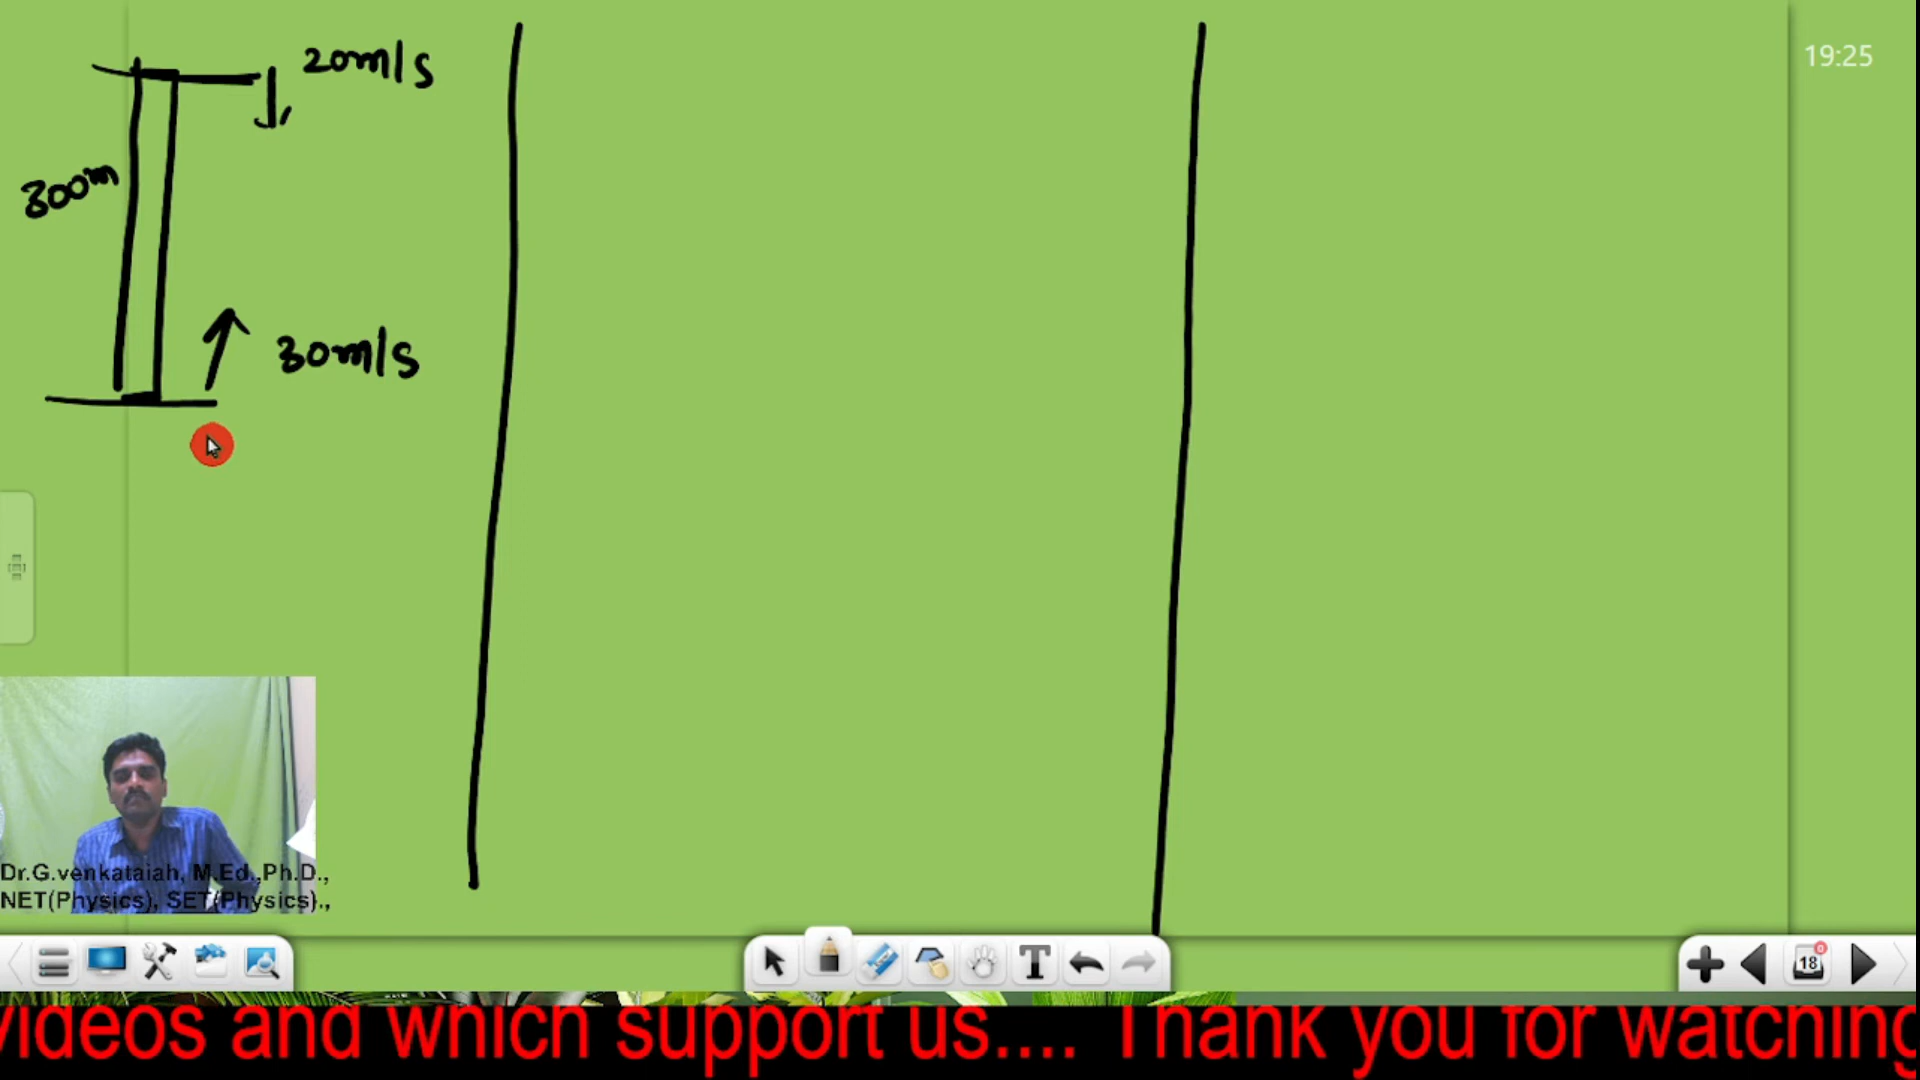 20m/s
19:25
300m
30m/s
Dr.G.venkataiah, M.Ed.,Ph.D.,
NET(Physics), SET(Physics).,
T
18
0
videos and which support us.... Thank you for watching